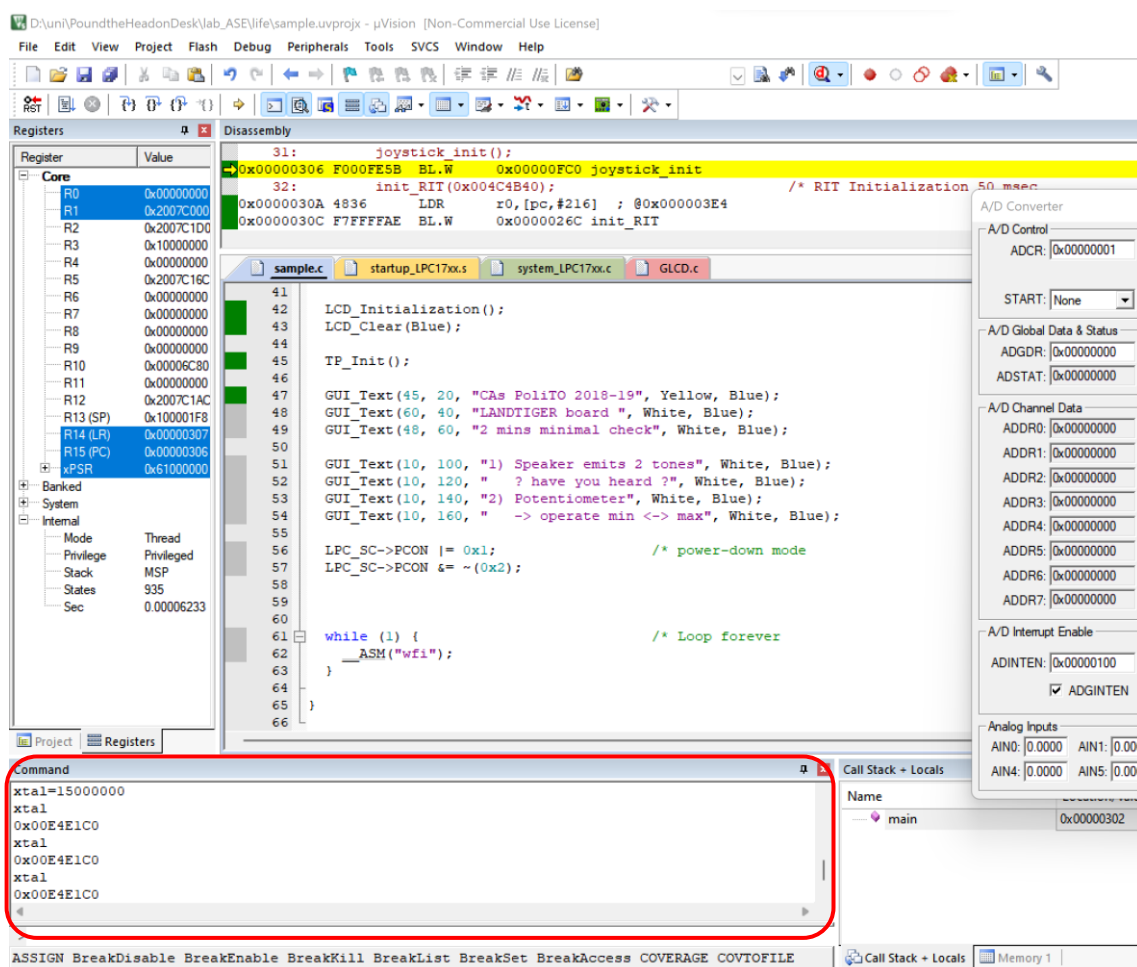 D:\uni\PoundtheHeadonDesk\lab_ASE\life\sample.uvprojx - µVision [Non-Commercial Use License]
File Edit View Project Flash Debug Peripherals Tools SVCS Window Help
RST
Registers
Register Value
Core
R0 0x00000000
R1 0x2007C000
R2 0x2007C1D0
R3 0x10000000
R4 0x00000000
R5 0x2007C16C
R6 0x00000000
R7 0x00000000
R8 0x00000000
R9 0x00000000
R10 0x00006C80
R11 0x00000000
R12 0x2007C1AC
R13 (SP) 0x100001F8
R14 (LR) 0x00000307
R15 (PC) 0x00000306
xPSR 0x61000000
Banked
System
Internal
Mode Thread
Privilege Privileged
Stack MSP
States 935
Sec 0.00006233
Project Registers
Disassembly
31: joystick_init();
0x00000306 F000FE5B BL.W 0x00000FC0 joystick_init
32: init_RIT(0x004C4B40); /* RIT Initialization 50 msec
0x0000030A 4836 LDR r0,[pc,#216] ; @0x000003E4
0x0000030C F7FFFFAE BL.W 0x0000026C init_RIT
sample.c startup_LPC17xx.s system_LPC17xx.c GLCD.c
41
42 LCD_Initialization();
43 LCD_Clear(Blue);
44
45 TP_Init();
46
47 GUI_Text(45, 20, "CAs PoliTO 2018-19", Yellow, Blue);
48 GUI_Text(60, 40, "LANDTIGER board ", White, Blue);
49 GUI_Text(48, 60, "2 mins minimal check", White, Blue);
50
51 GUI_Text(10, 100, "1) Speaker emits 2 tones", White, Blue);
52 GUI_Text(10, 120, " ? have you heard ?", White, Blue);
53 GUI_Text(10, 140, "2) Potentiometer", White, Blue);
54 GUI_Text(10, 160, " -> operate min <-> max", White, Blue);
55
56 LPC_SC->PCON |= 0x1; /* power-down mode
57 LPC_SC->PCON &= ~(0x2);
58
59
60
61 while (1) { /* Loop forever
62 __ASM("wfi");
63 }
64
65 }
66
A/D Converter
A/D Control
ADCR: 0x00000001
START: None
A/D Global Data & Status
ADGDR: 0x00000000
ADSTAT: 0x00000000
A/D Channel Data
ADDR0: 0x00000000
ADDR1: 0x00000000
ADDR2: 0x00000000
ADDR3: 0x00000000
ADDR4: 0x00000000
ADDR5: 0x00000000
ADDR6: 0x00000000
ADDR7: 0x00000000
A/D Interrupt Enable
ADINTEN: 0x00000100
ADGINTEN
Analog Inputs
AIN0: 0.0000 AIN1: 0.00
AIN4: 0.0000 AIN5: 0.00
Command
xtal=15000000
xtal
0x00E4E1C0
xtal
0x00E4E1C0
xtal
0x00E4E1C0
ASSIGN BreakDisable BreakEnable BreakKill BreakList BreakSet BreakAccess COVERAGE COVTOFILE
Call Stack + Locals
Name
main 0x00000302
Call Stack + Locals Memory 1